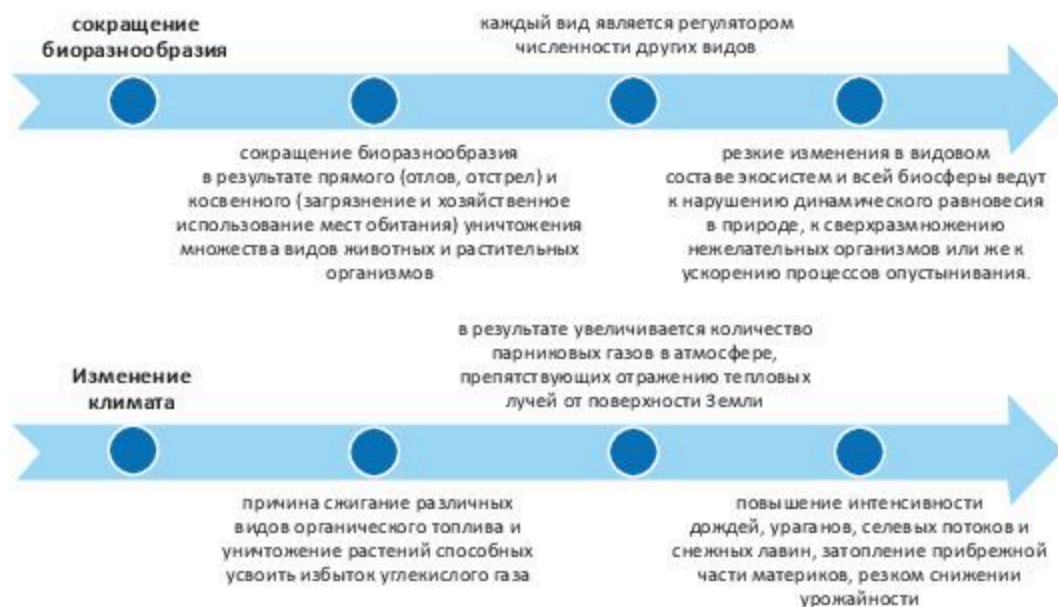 сокращение
биоразнообразия
каждый вид является регулятором
численности других видов
сокращение биоразнообразия
в результате прямого (отлов, отстрел) и
косвенного (загрязнение и хозяйственное
использование мест обитания) уничтожения
множества видов животных и растительных
организмов
резкие изменения в видовом
составе экосистем и всей биосферы ведут
к нарушению динамического равновесия
в природе, к сверхразмножению
нежелательных организмов или же к
ускорению процессов опустынивания.
Изменение
климата
в результате увеличивается количество
парниковых газов в атмосфере,
препятствующих отражению тепловых
лучей от поверхности Земли
причина сжигание различных
видов органического топлива и
уничтожение растений способных
усвоить избыток углекислого газа
повышение интенсивности
дождей, ураганов, селевых потоков и
снежных лавин, затопление прибрежной
части материков, резком снижении
урожайности